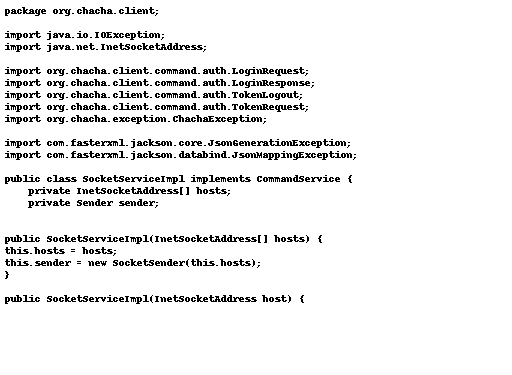 package org.chacha.client;
import java.io.IOException;
import java.net.InetSocketAddress;
import org.chacha.client.command.auth.LoginRequest;
import org.chacha.client.command.auth.LoginResponse;
import org.chacha.client.command.auth.TokenLogout;
import org.chacha.client.command.auth.TokenRequest;
import org.chacha.exception.ChachaException;
import com.fasterxml.jackson.core.JsonGenerationException;
import com.fasterxml.jackson.databind.JsonMappingException;
public class SocketServiceImpl implements CommandService {
    private InetSocketAddress[] hosts;
    private Sender sender;
public SocketServiceImpl(InetSocketAddress[] hosts) {
this.hosts = hosts;
this.sender = new SocketSender(this.hosts);
}
public SocketServiceImpl(InetSocketAddress host) {